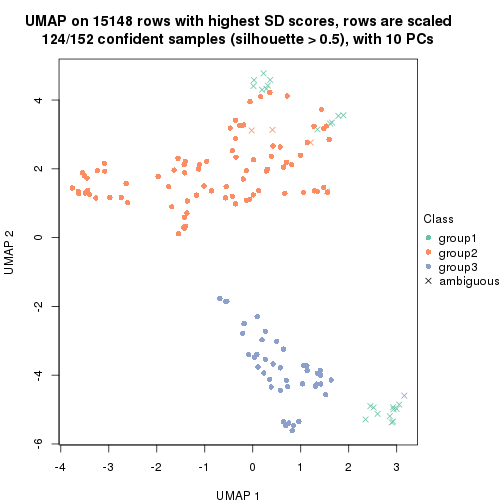 UMAP on 15148 rows with highest SD scores, rows are scaled
124/152 confident samples (silhouette > 0.5), with 10 PCs
4
2
0
-2
-4
-6
UMAP 2
-4
-3
-2
-1
0
1
2
3
UMAP 1
Class
group1
group2
group3
ambiguous